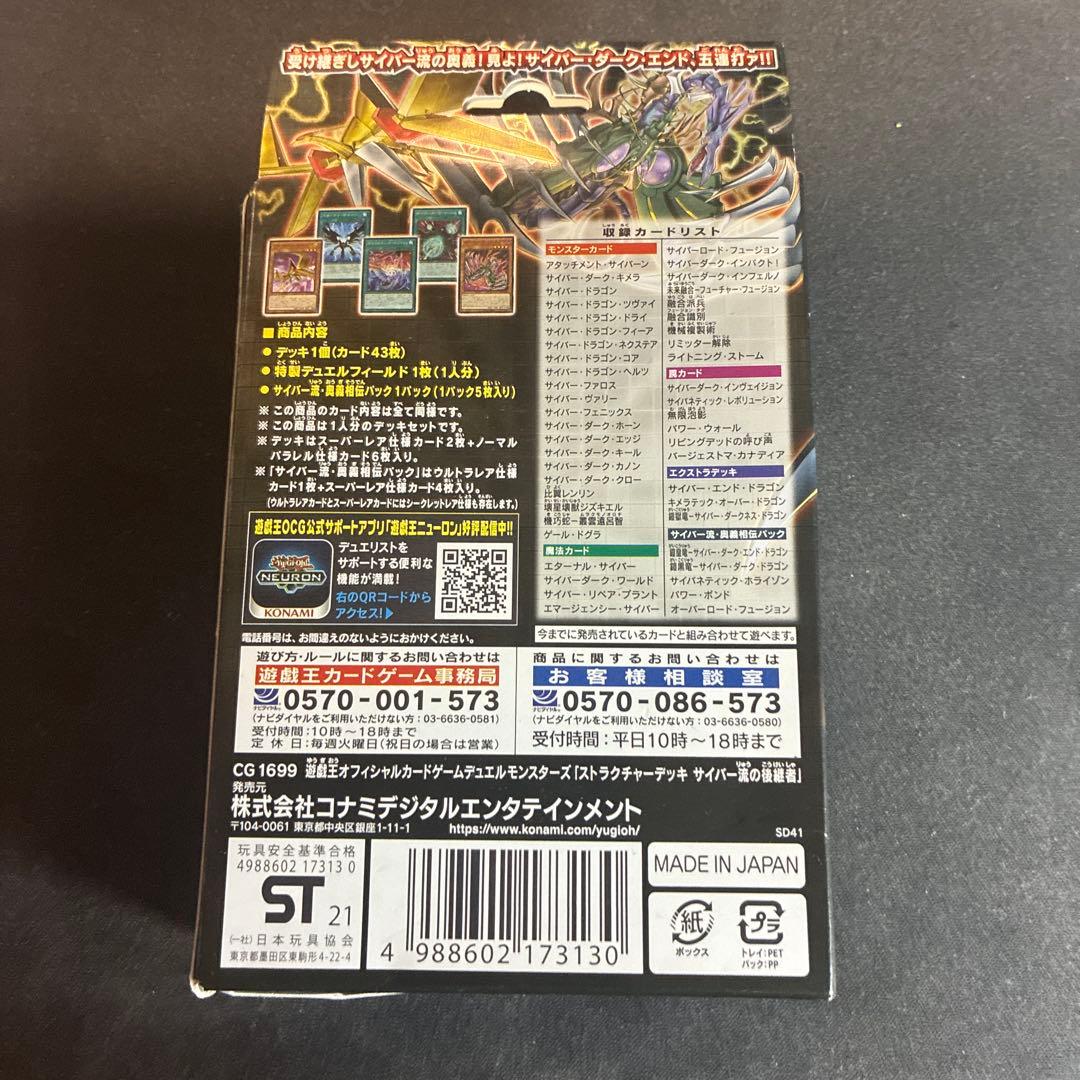 受け継ぎしサイバー流の奥義！見よ！サイバー・ダーク・エンド、五連打ァ!!
■商品内容
●デッキ1個(カード43枚)
●特製デュエルフィールド1枚(1人分)
●サイバー流・奥義相伝パック1パック(1パック5枚入り)
※この商品のカード内容は全て同様です。
※この商品は1人分のデッキセットです。
※デッキはスーパーレア仕様カード2枚+ノーマル
パラレル仕様カード6枚入り。
※「サイバー流・奥義相伝パック」はウルトラレア仕様
カード1枚+スーパーレア仕様カード4枚入り。
(ウルトラレアカードとスーパーレアカードにはシークレットレア仕様も存在します。)
遊戯王OCG公式サポートアプリ「遊戯王ニューロン」好評配信中!!
Yu-Gi-Oh!
NEURON
KONAMI
デュエリストを
サポートする便利な
機能が満載！
右のQRコードから
アクセス！▶
収録カードリスト
モンスターカード
アタッチメント・サイバーン
サイバー・ダーク・キメラ
サイバー・ドラゴン
サイバー・ドラゴン・ツヴァイ
サイバー・ドラゴン・ドライ
サイバー・ドラゴン・フィーア
サイバー・ドラゴン・ネクステア
サイバー・ドラゴン・コア
サイバー・ドラゴン・ヘルツ
サイバー・ファロス
サイバー・ヴァリー
サイバー・フェニックス
サイバー・ダーク・ホーン
サイバー・ダーク・エッジ
サイバー・ダーク・キール
サイバー・ダーク・カノン
サイバー・ダーク・クロー
比翼レンリン
壊星壊獣ジズキエル
機巧蛇－叢雲遠呂智
ゲール・ドグラ
魔法カード
エターナル・サイバー
サイバーダーク・ワールド
サイバー・リペア・プラント
エマージェンシー・サイバー
サイバーロード・フュージョン
サイバーダーク・インパクト！
サイバーダーク・インフェルノ
未来融合－フューチャー・フュージョン
融合派兵
融合識別
機械複製術
リミッター解除
ライトニング・ストーム
罠カード
サイバーダーク・インヴェイジョン
サイバネティック・レボリューション
無限泡影
パワー・ウォール
リビングデッドの呼び声
バージェストマ・カナディア
エクストラデッキ
サイバー・エンド・ドラゴン
キメラテック・オーバー・ドラゴン
鎧獄竜－サイバー・ダークネス・ドラゴン
サイバー流・奥義相伝パック
鎧皇竜－サイバー・ダーク・エンド・ドラゴン
鎧黒竜－サイバー・ダーク・ドラゴン
サイバネティック・ホライゾン
パワー・ボンド
オーバーロード・フュージョン
今までに発売されているカードと組み合わせて遊べます。
電話番号は、お間違えのないようにおかけください。
遊び方・ルールに関するお問い合わせは
遊戯王カードゲーム事務局
0570-001-573
(ナビダイヤルをご利用いただけない方：03-6636-0581)
受付時間：10時～18時まで
定休日：毎週火曜日(祝日の場合は営業)
商品に関するお問い合わせは
お客様相談室
0570-086-573
(ナビダイヤルをご利用いただけない方：03-6636-0580)
受付時間：平日10時～18時まで
CG1699 遊戯王オフィシャルカードゲームデュエルモンスターズ「ストラクチャーデッキ サイバー流の後継者」
発売元
株式会社コナミデジタルエンタテインメント
〒104-0061 東京都中央区銀座1-11-1 https://www.konami.com/yugioh/
SD41
玩具安全基準合格
4988602 17313 0
ST 21
(一社)日本玩具協会
東京都墨田区東駒形4-22-4
4 988602 173130
MADE IN JAPAN
紙
ボックス
プラ
トレイ：PET
パック：PP